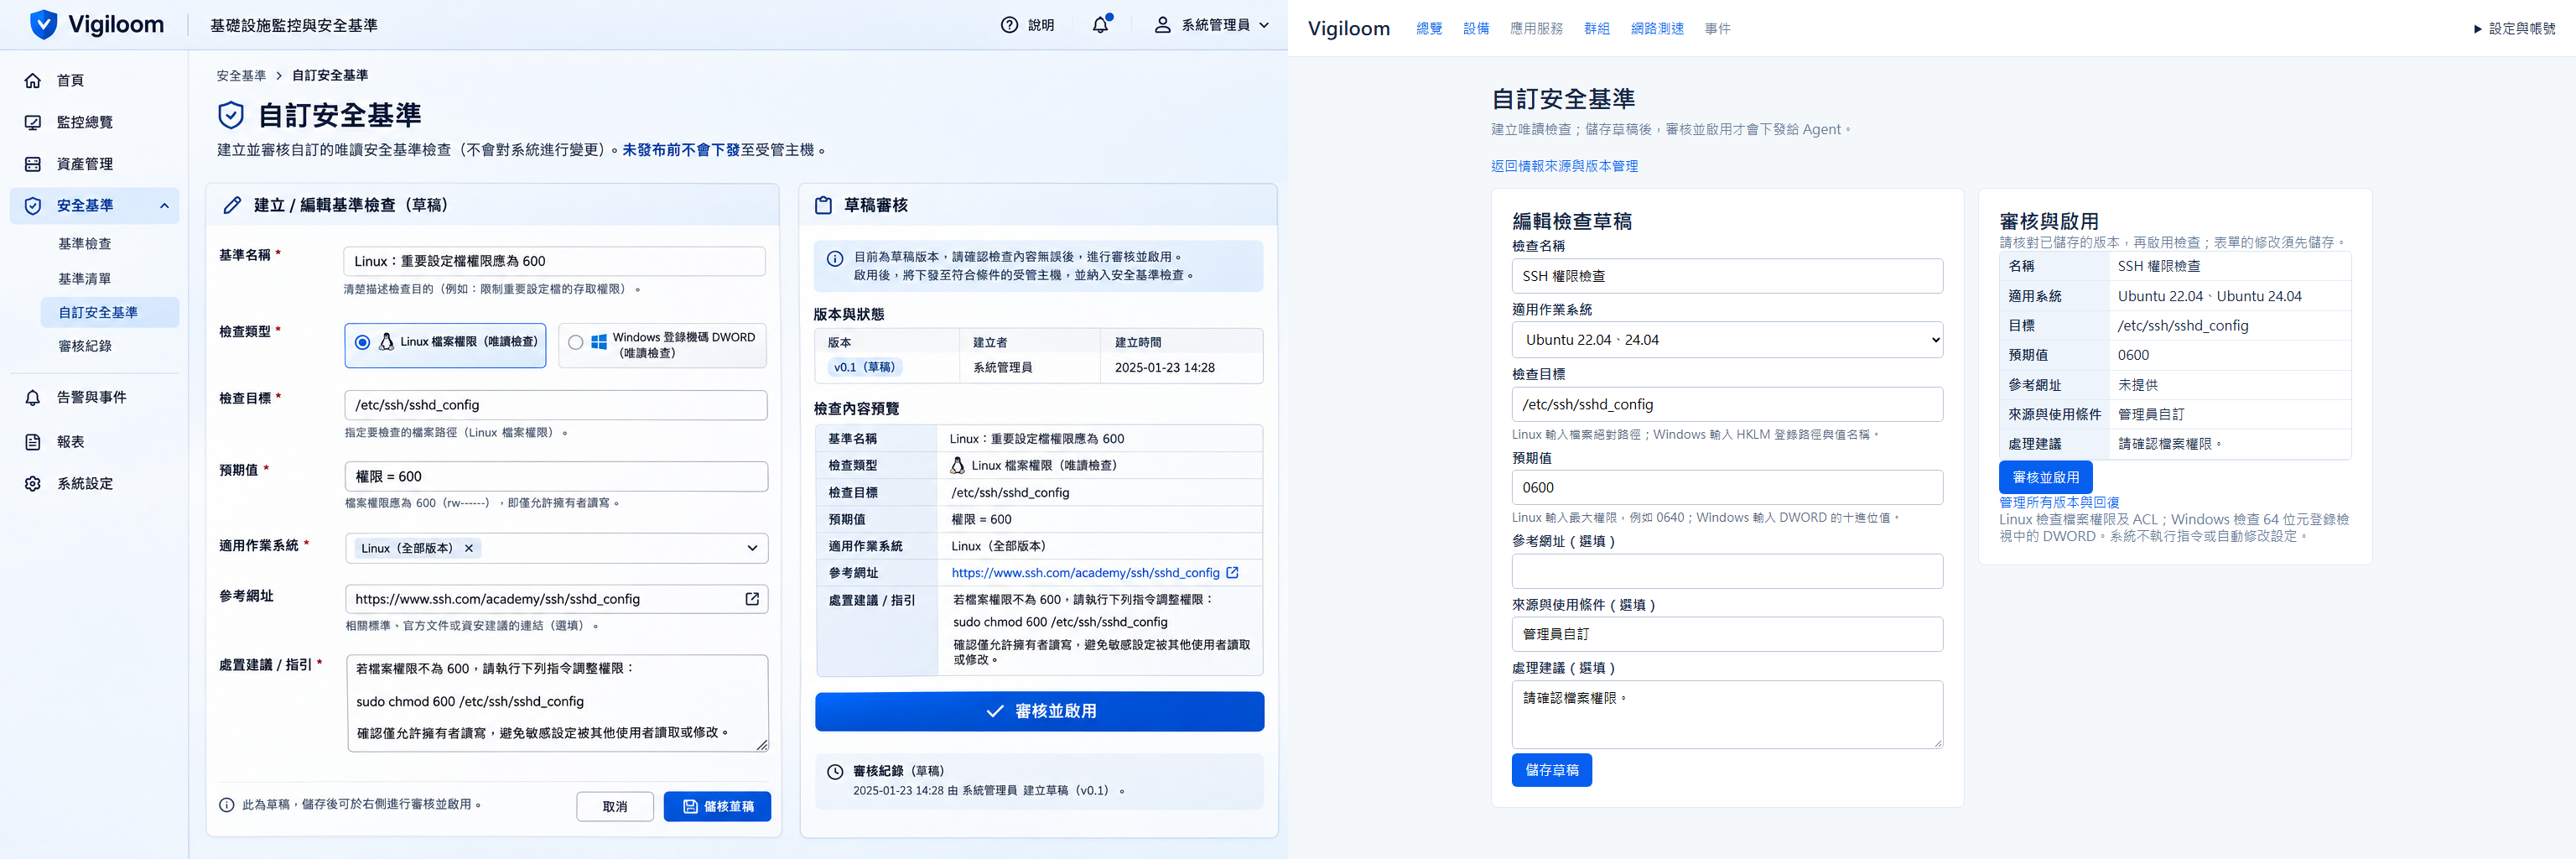 Vigiloom
基礎設施監控與安全基準
說明
系統管理員
首頁
監控總覽
資產管理
安全基準
基準檢查
基準清單
自訂安全基準
審核紀錄
告警與事件
報表
系統設定
安全基準 > 自訂安全基準
自訂安全基準
建立並審核自訂的唯讀安全基準檢查（不會對系統進行變更）。未發布前不會下發至受管主機。
建立 / 編輯基準檢查（草稿）
基準名稱 *
Linux：重要設定檔權限應為 600
清楚描述檢查目的（例如：限制重要設定檔的存取權限）。
檢查類型 *
Linux 檔案權限（唯讀檢查）
Windows 登錄機碼 DWORD
（唯讀檢查）
檢查目標 *
/etc/ssh/sshd_config
指定要檢查的檔案路徑（Linux 檔案權限）。
預期值 *
權限 = 600
檔案權限應為 600（rw------），即僅允許擁有者讀寫。
適用作業系統 *
Linux（全部版本） ×
參考網址
https://www.ssh.com/academy/ssh/sshd_config
相關標準、官方文件或資安建議的連結（選填）。
處置建議 / 指引 *
若檔案權限不為 600，請執行下列指令調整權限：
sudo chmod 600 /etc/ssh/sshd_config
確認僅允許擁有者讀寫，避免敏感設定被其他使用者讀取或修改。
此為草稿，儲存後可於右側進行審核並啟用。
取消
草稿審核
目前為草稿版本，請確認檢查內容無誤後，進行審核並啟用。
啟用後，將下發至符合條件的受管主機，並納入安全基準檢查。
版本與狀態
版本 建立者 建立時間
v0.1（草稿） 系統管理員 2025-01-23 14:28
檢查內容預覽
基準名稱 Linux：重要設定檔權限應為 600
檢查類型 Linux 檔案權限（唯讀檢查）
檢查目標 /etc/ssh/sshd_config
預期值 權限 = 600
適用作業系統 Linux（全部版本）
參考網址 https://www.ssh.com/academy/ssh/sshd_config
處置建議 / 指引 若檔案權限不為 600，請執行下列指令調整權限：
sudo chmod 600 /etc/ssh/sshd_config
確認僅允許擁有者讀寫，避免敏感設定被其他使用者讀取
或修改。
審核並啟用
審核紀錄（草稿）
2025-01-23 14:28 由 系統管理員 建立草稿（v0.1）。
Vigiloom 總覽 設備 應用服務 群組 網路測速 事件
▶ 設定與帳號
自訂安全基準
建立唯讀檢查；儲存草稿後，審核並啟用才會下發給 Agent。
返回情報來源與版本管理
編輯檢查草稿
檢查名稱
SSH 權限檢查
適用作業系統
Ubuntu 22.04、24.04
檢查目標
/etc/ssh/sshd_config
Linux 輸入檔案絕對路徑；Windows 輸入 HKLM 登錄路徑與值名稱。
預期值
0600
Linux 輸入最大權限，例如 0640；Windows 輸入 DWORD 的十進位值。
參考網址（選填）
來源與使用條件（選填）
管理員自訂
處理建議（選填）
請確認檔案權限。
儲存草稿
審核與啟用
請核對已儲存的版本，再啟用檢查；表單的修改須先儲存。
名稱 SSH 權限檢查
適用系統 Ubuntu 22.04、Ubuntu 24.04
目標 /etc/ssh/sshd_config
預期值 0600
參考網址 未提供
來源與使用條件 管理員自訂
處理建議 請確認檔案權限。
審核並啟用
管理所有版本與回復
Linux 檢查檔案權限及 ACL；Windows 檢查 64 位元登錄檢
視中的 DWORD。系統不執行指令或自動修改設定。